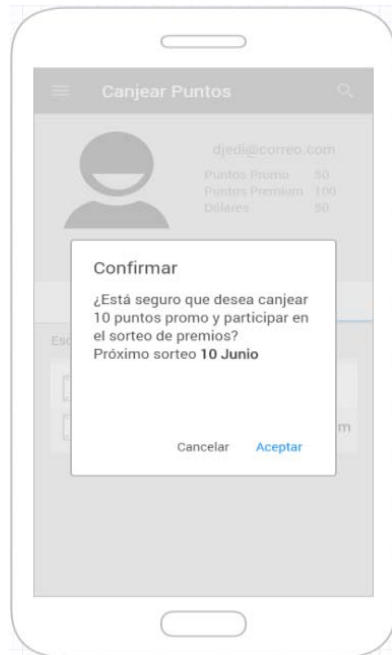 Canjear Puntos
djedi@correo.com
Puntos Promo 50
Puntos Premium 100
Dólares 50
Confirmar
¿Está seguro que desea canjear
10 puntos promo y participar en
el sorteo de premios?
Próximo sorteo 10 Junio
Cancelar Aceptar